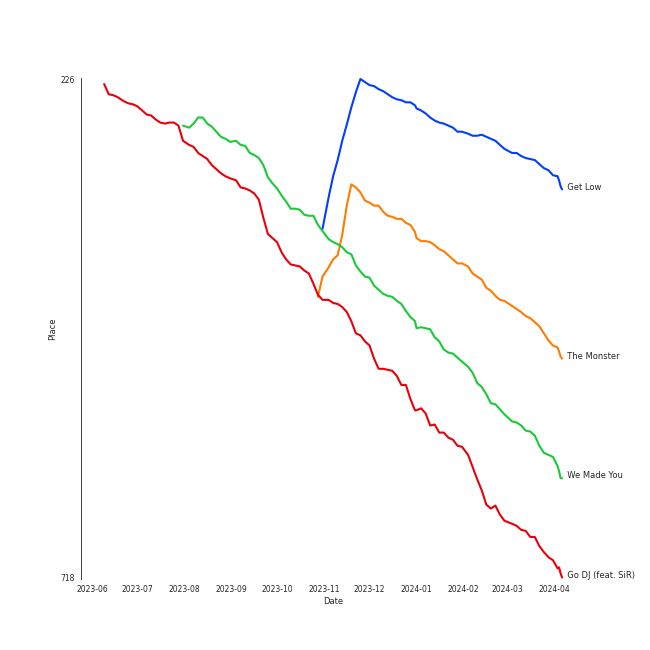 226
Get Low
Place
The Monster
We Made You
718
Go DJ (feat. SiR)
2023-06 2023-07 2023-08 2023-09 2023-10 2023-11 2023-12 2024-01 2024-02 2024-03 2024-04
Date